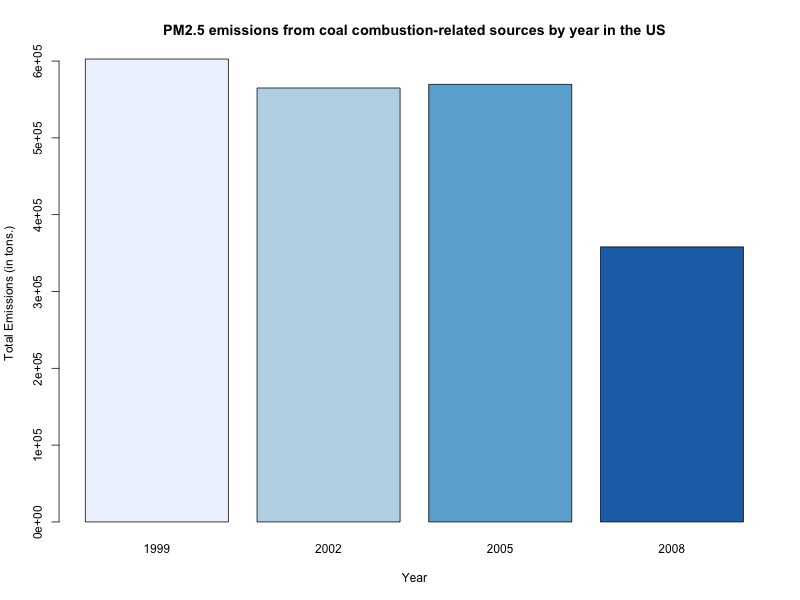 PM2.5 emissions from coal combustion-related sources by year in the US
Total Emissions (in tons.)
6e+05
5e+05
4e+05
3e+05
2e+05
1e+05
0e+00
1999 2002 2005 2008
Year